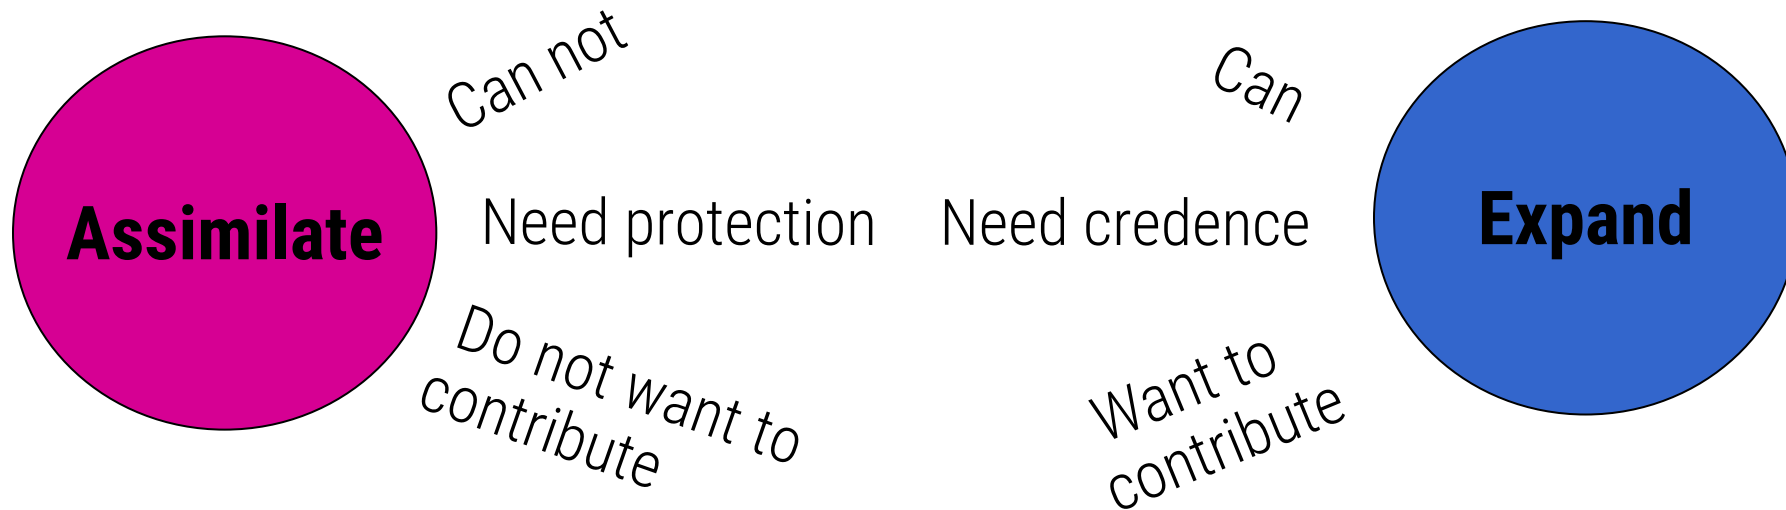 Can not
Can
Assimilate
Need protection
Need credence
Expand
Do not want to
contribute
Want to
contribute